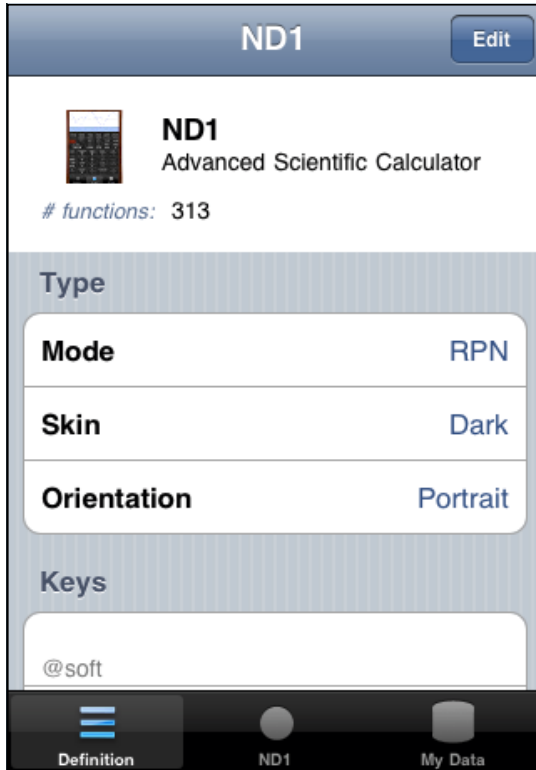 ND1
Edit
ND1
Advanced Scientific Calculator
# functions: 313
Type
Mode RPN
Skin Dark
Orientation Portrait
Keys
@soft
Definition ND1 My Data